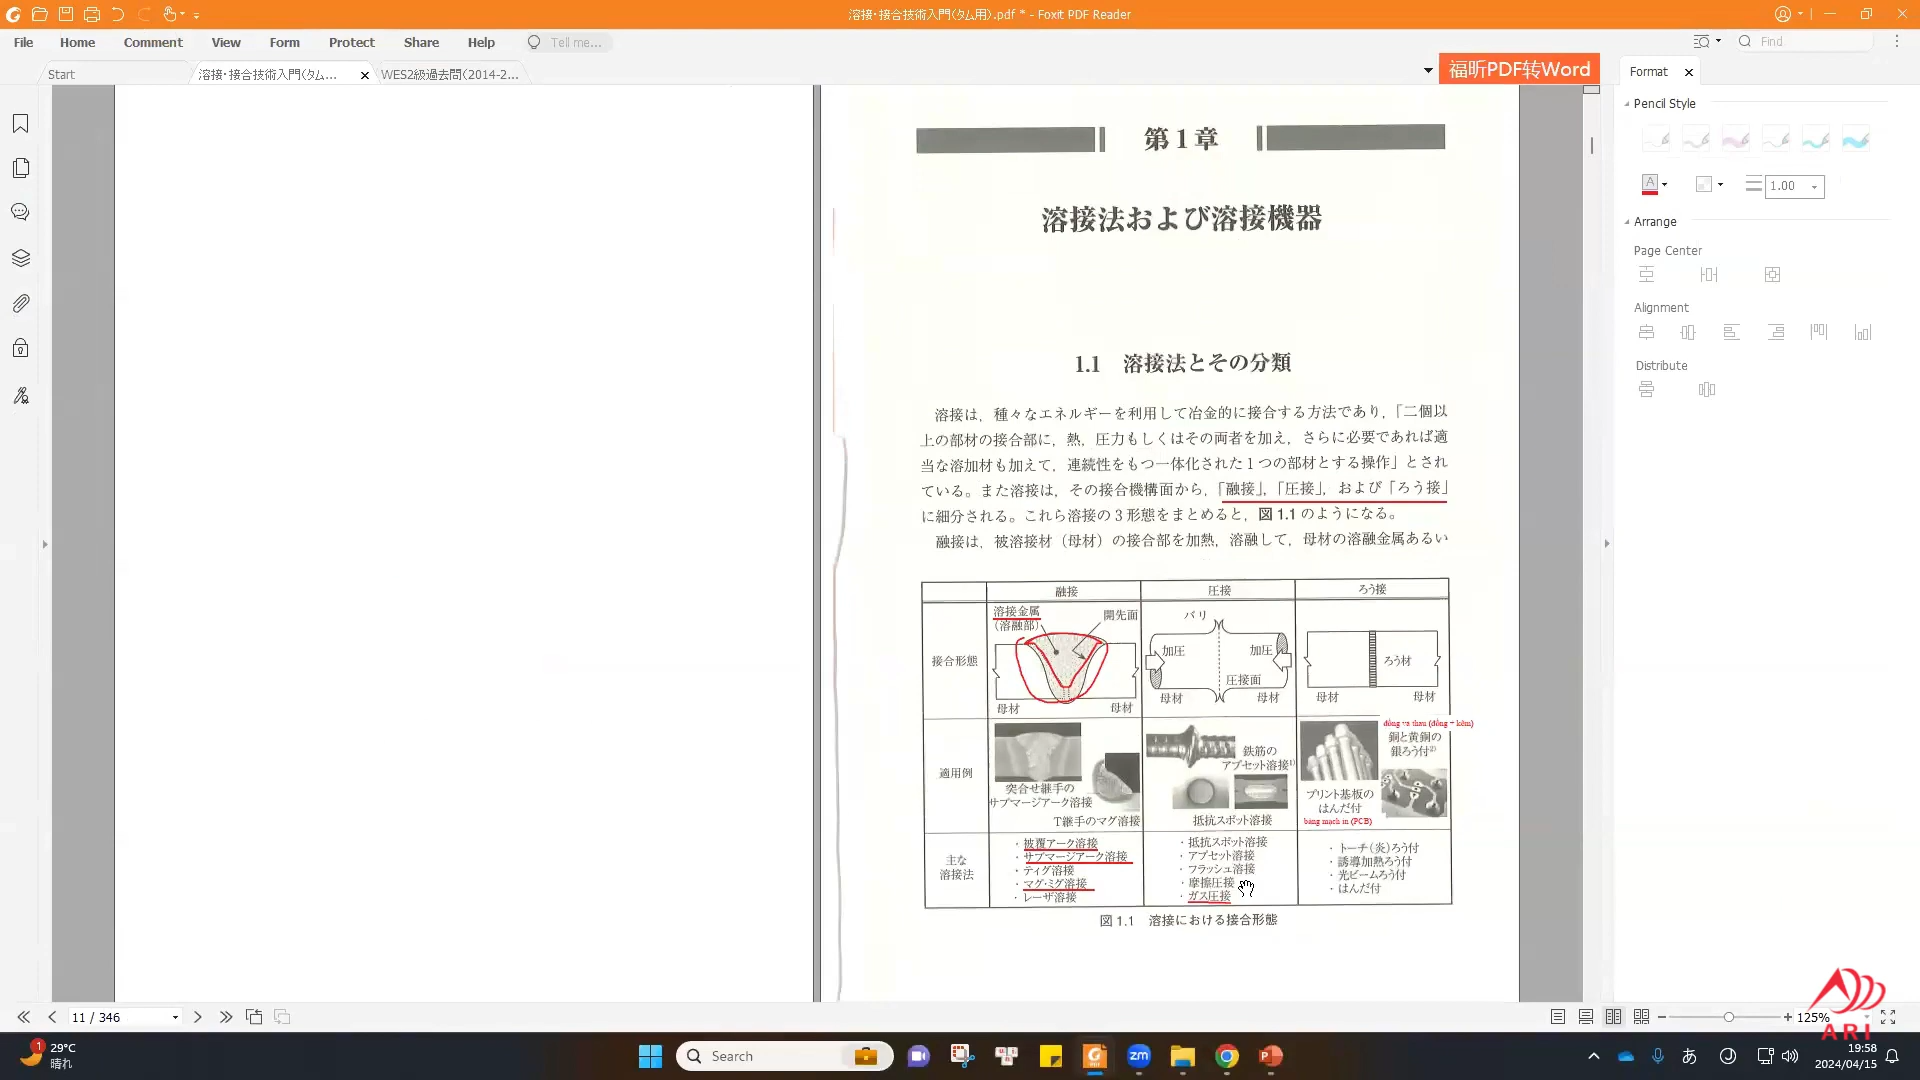 溶接・接合技術入門(タム用).pdf * - Foxit PDF Reader
File Home Comment View Form Protect Share Help Tell me... Find
Start 溶接・接合技術入門(タム... WES2級過去問(2014-2... 福昕PDF转Word Format
Pencil Style
1.00
Arrange
Page Center
Alignment
Distribute
第1章
溶接法および溶接機器
1.1 溶接法とその分類
溶接は，種々なエネルギーを利用して冶金的に接合する方法であり，「二個以
上の部材の接合部に，熱，圧力もしくはその両者を加え，さらに必要であれば適
当な溶加材も加えて，連続性をもつ一体化された1つの部材とする操作」とされ
ている。また溶接は，その接合機構面から，「融接」，「圧接」，および「ろう接」
に細分される。これら溶接の3形態をまとめると，図1.1のようになる。
融接は，被溶接材（母材）の接合部を加熱，溶融して，母材の溶融金属あるい
融接 圧接 ろう接
接合形態
溶接金属
(溶融部)
開先面
母材 母材
バリ
加圧 加圧
圧接面
母材 母材
ろう材
母材 母材
適用例
突合せ継手の
サブマージアーク溶接
T継手のマグ溶接
鉄筋の
アプセット溶接1)
抵抗スポット溶接
đồng và thau (đồng + kẽm)
銅と黄銅の
銀ろう付2)
プリント基板の
はんだ付
bảng mạch in (PCB)
主な
溶接法
・被覆アーク溶接
・サブマージアーク溶接
・ティグ溶接
・マグ・ミグ溶接
・レーザ溶接
・抵抗スポット溶接
・アプセット溶接
・フラッシュ溶接
・摩擦圧接
・ガス圧接
・トーチ(炎)ろう付
・誘導加熱ろう付
・光ビームろう付
・はんだ付
図1.1 溶接における接合形態
11 / 346
125%
ARI
1
29°C
晴れ
Search
zm
あ
19:58
2024/04/15